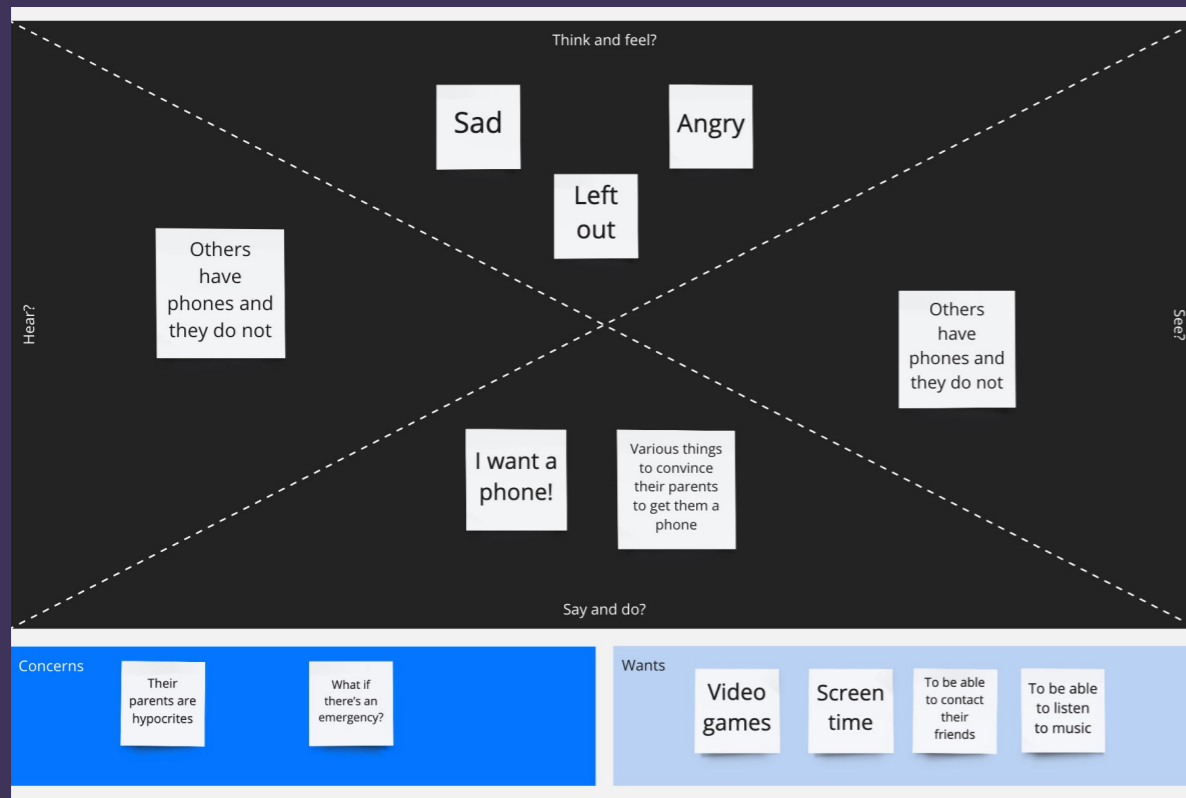 Think and feel?
Sad
Angry
Left
out
Hear?
Others
have
phones and
they do not
See?
Others
have
phones and
they do not
I want a
phone!
Various things
to convince
their parents
to get them a
phone
Say and do?
Concerns
Their
parents are
hypocrites
What if
there's an
emergency?
Wants
Video
games
Screen
time
To be able
to contact
their
friends
To be able
to listen
to music